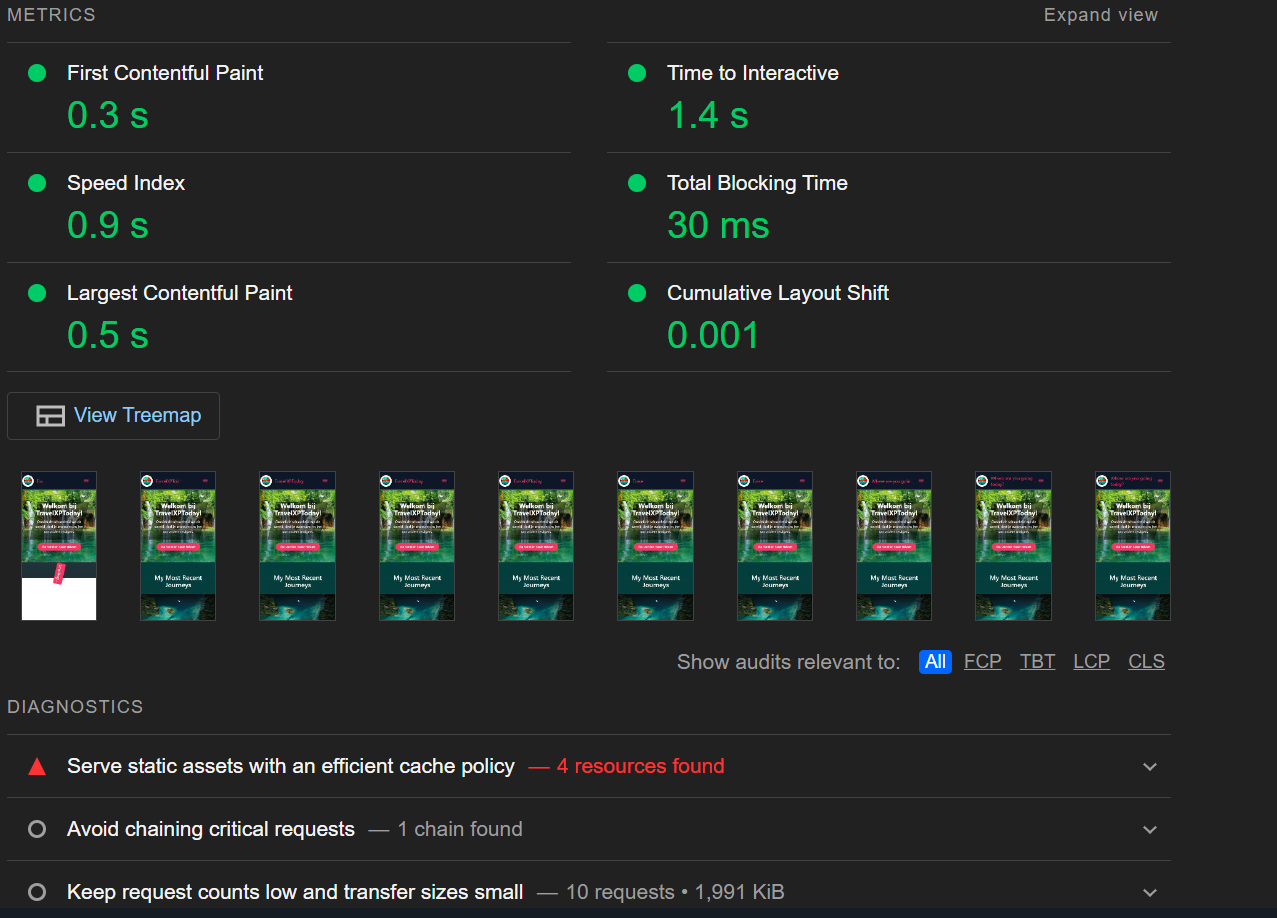 METRICS
Expand view
First Contentful Paint
0.3 s
Time to Interactive
1.4 s
Speed Index
0.9 s
Total Blocking Time
30 ms
Largest Contentful Paint
0.5 s
Cumulative Layout Shift
0.001
View Treemap
Welkom bij
TravelXPToday!
Welkom bij
TravelXPToday!
My Most Recent
Journeys
Welkom bij
TravelXPToday!
My Most Recent
Journeys
Welkom bij
TravelXPToday!
My Most Recent
Journeys
Welkom bij
TravelXPToday!
My Most Recent
Journeys
Welkom bij
TravelXPToday!
My Most Recent
Journeys
Welkom bij
TravelXPToday!
My Most Recent
Journeys
Welkom bij
TravelXPToday!
My Most Recent
Journeys
Welkom bij
TravelXPToday!
My Most Recent
Journeys
Welkom bij
TravelXPToday!
My Most Recent
Journeys
Show audits relevant to: All FCP TBT LCP CLS
DIAGNOSTICS
Serve static assets with an efficient cache policy — 4 resources found
Avoid chaining critical requests — 1 chain found
Keep request counts low and transfer sizes small — 10 requests • 1,991 KiB